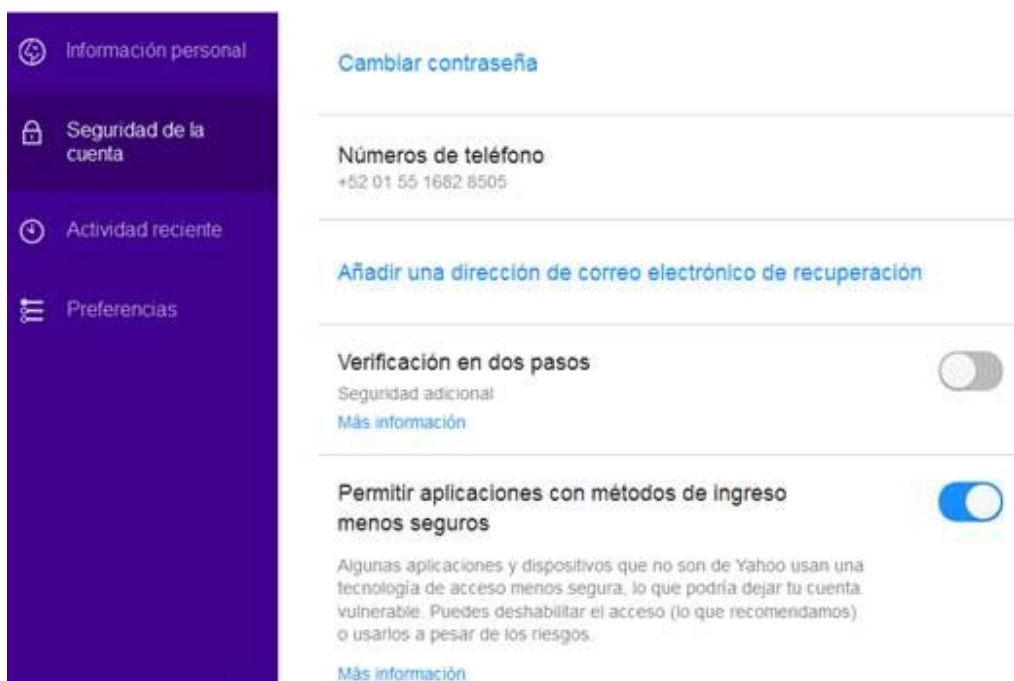 Información personal
Seguridad de la
cuenta
Actividad reciente
Preferencias
Cambiar contraseña
Números de teléfono
+52 01 55 1682 8505
Añadir una dirección de correo electrónico de recuperación
Verificación en dos pasos
Seguridad adicional
Más información
Permitir aplicaciones con métodos de ingreso
menos seguros
Algunas aplicaciones y dispositivos que no son de Yahoo usan una
tecnología de acceso menos segura, lo que podría dejar tu cuenta
vulnerable. Puedes deshabilitar el acceso (lo que recomendamos)
o usarlos a pesar de los riesgos.
Más información